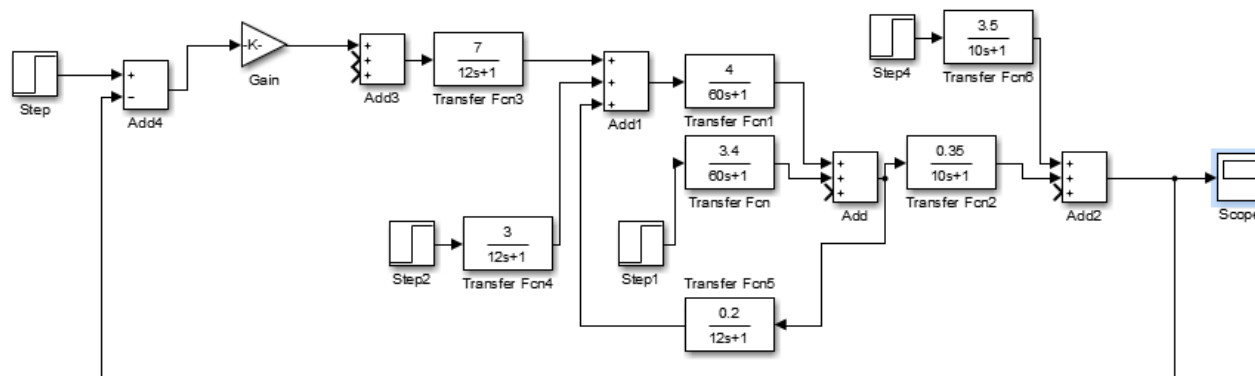 Step
+
−
Add4
-K-
Gain
+
+
+
Add3
7
12s+1
Transfer Fcn3
+
+
+
Add1
4
60s+1
Transfer Fcn1
3.4
60s+1
Transfer Fcn
Step1
3
12s+1
Transfer Fcn4
Step2
+
+
+
Add
0.35
10s+1
Transfer Fcn2
Step4
3.5
10s+1
Transfer Fcn6
+
+
+
Add2
Scope
Transfer Fcn5
0.2
12s+1